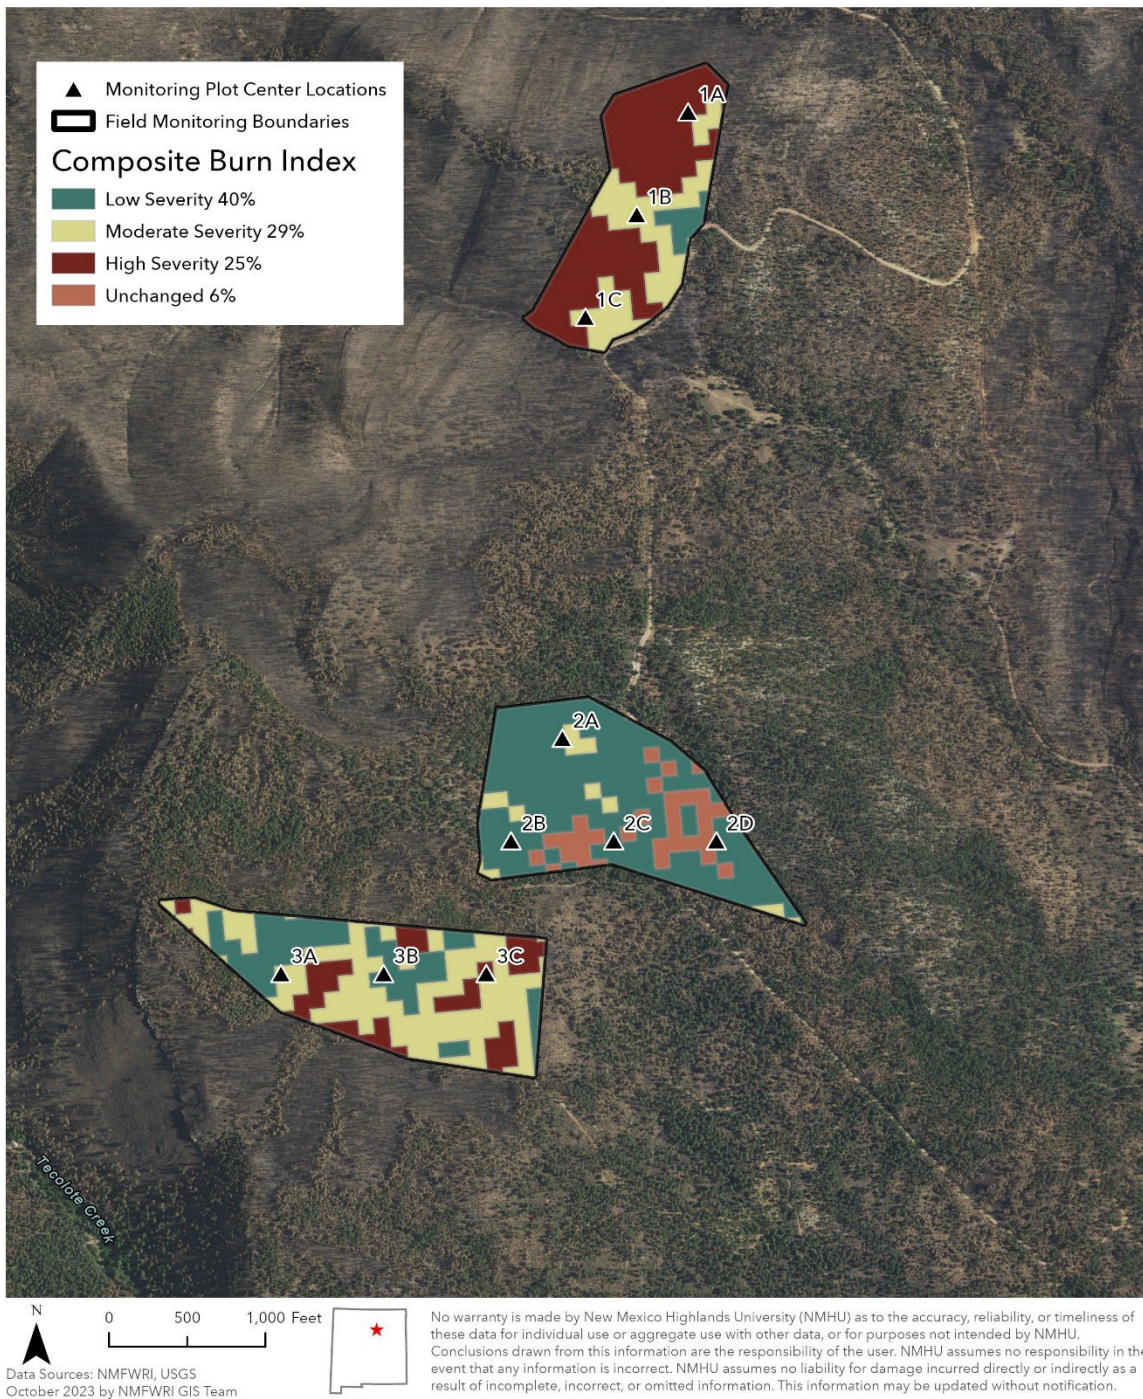 Monitoring Plot Center Locations
Field Monitoring Boundaries
Composite Burn Index
Low Severity 40%
Moderate Severity 29%
High Severity 25%
Unchanged 6%
1A
1B
1C
2A
2B
2C
2D
3A
3B
3C
Tecolote Creek
N
0 500 1,000 Feet
Data Sources: NMFWRI, USGS
October 2023 by NMFWRI GIS Team
No warranty is made by New Mexico Highlands University (NMHU) as to the accuracy, reliability, or timeliness of
these data for individual use or aggregate use with other data, or for purposes not intended by NMHU.
Conclusions drawn from this information are the responsibility of the user. NMHU assumes no responsibility in the
event that any information is incorrect. NMHU assumes no liability for damage incurred directly or indirectly as a
result of incomplete, incorrect, or omitted information. This information may be updated without notification.